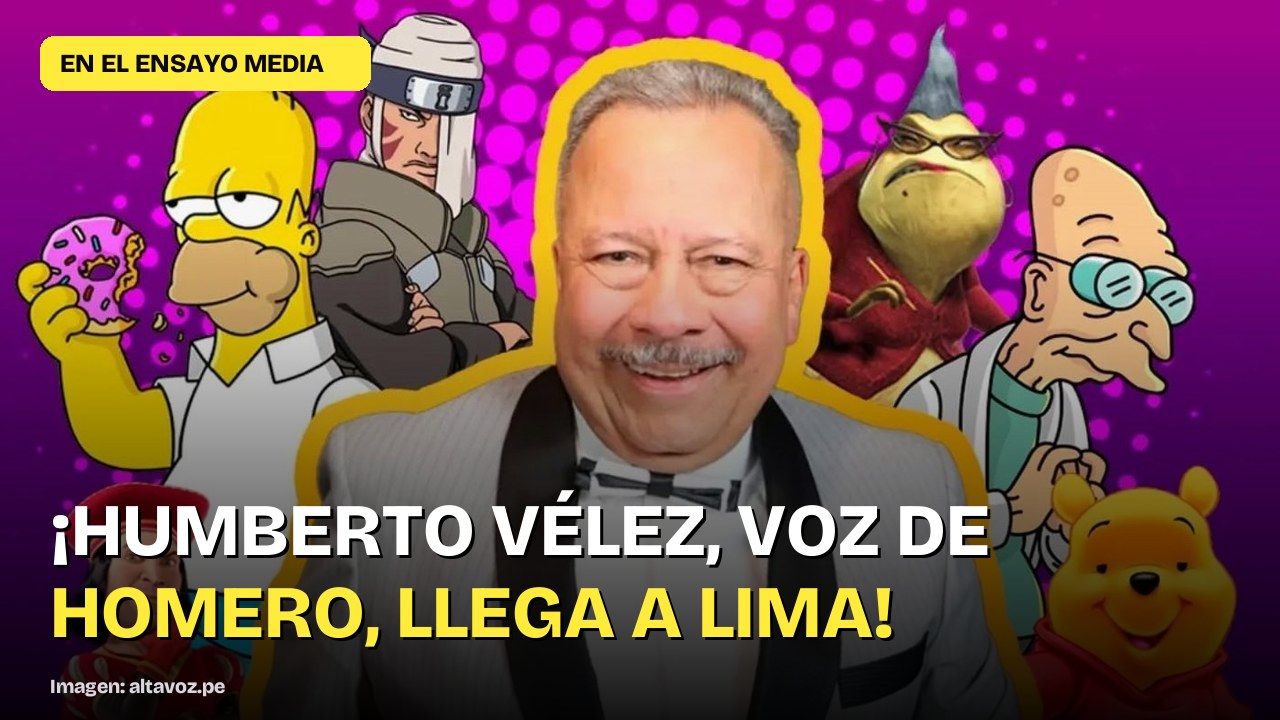 EN EL ENSAYO MEDIA
¡HUMBERTO VÉLEZ, VOZ DE
HOMERO, LLEGA A LIMA!
Imagen: altavoz.pe